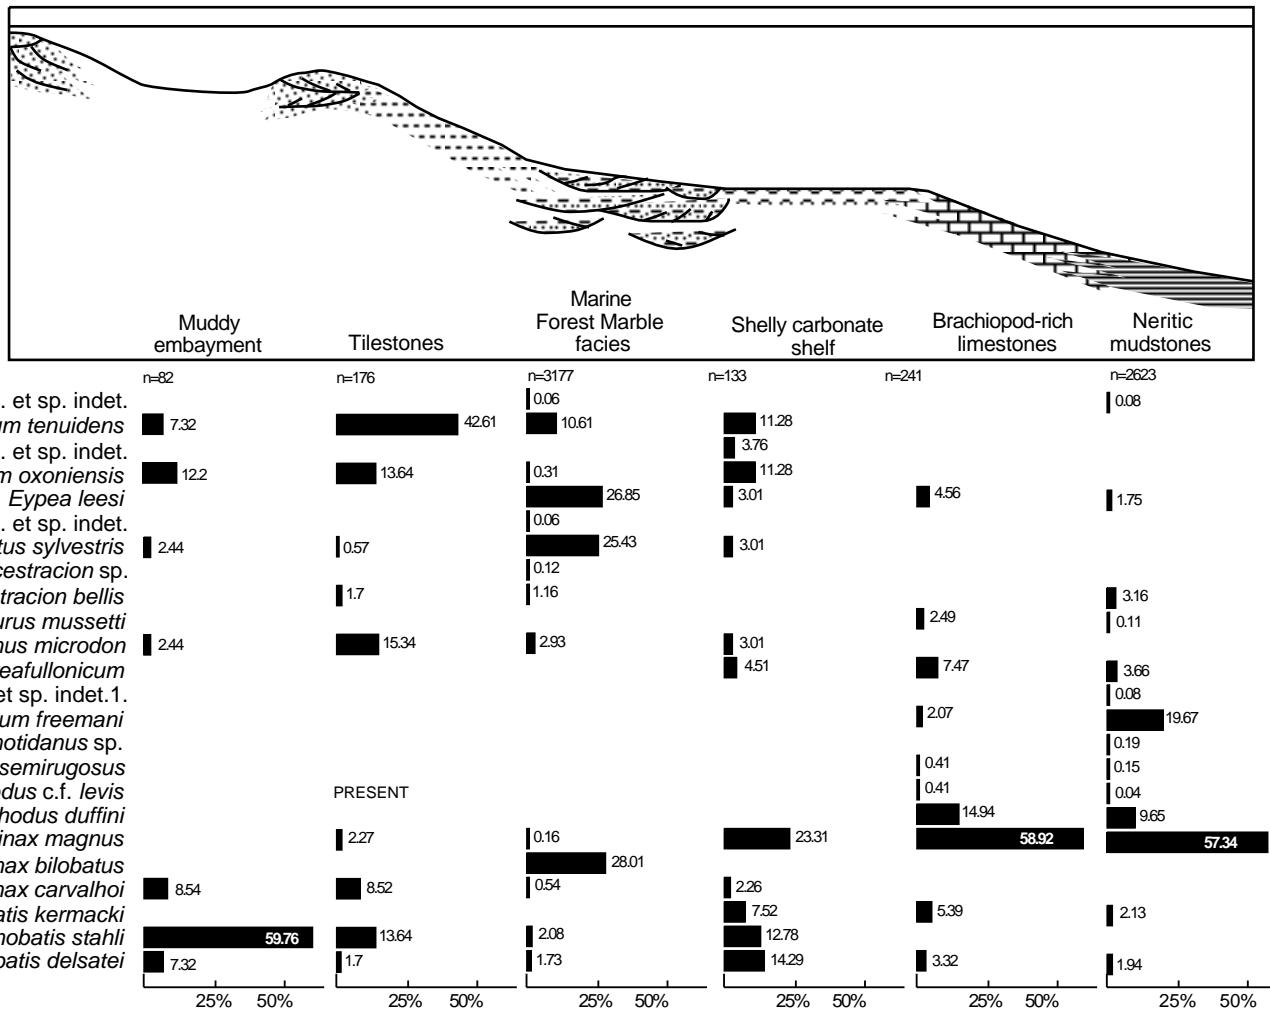 Muddy
embayment
Tilestones
Marine
Forest Marble
facies
Shelly carbonate
shelf
Brachiopod-rich
limestones
Neritic
mudstones
n=82 n=176 n=3177 n=133 n=241 n=2623
. et sp. indet. 0.06 0.08
um tenuidens 7.32 42.61 10.61 11.28
. et sp. indet. 3.76
m oxoniensis 12.2 13.64 0.31 11.28
Eypea leesi 26.85 3.01 4.56 1.75
. et sp. indet. 0.06
tus sylvestris 2.44 0.57 25.43 3.01
cestracion sp. 0.12
tracion bellis 1.7 1.16 3.16
urus mussetti 2.49 0.11
nus microdon 2.44 15.34 2.93 3.01
eafullonicum 4.51 7.47 3.66
et sp. indet.1. 0.08
um freemani 2.07 19.67
notidanus sp. 0.19
semirugosus 0.41 0.15
odus c.f. levis PRESENT 0.41 0.04
hodus duffini 14.94 9.65
inax magnus 2.27 0.16 23.31 58.92 57.34
nax bilobatus 28.01
nax carvalhoi 8.54 8.52 0.54 2.26
atis kermacki 7.52 5.39 2.13
nobatis stahli 59.76 13.64 2.08 12.78
batis delsatei 7.32 1.7 1.73 14.29 3.32 1.94
25% 50% 25% 50% 25% 50% 25% 50% 25% 50% 25% 50%